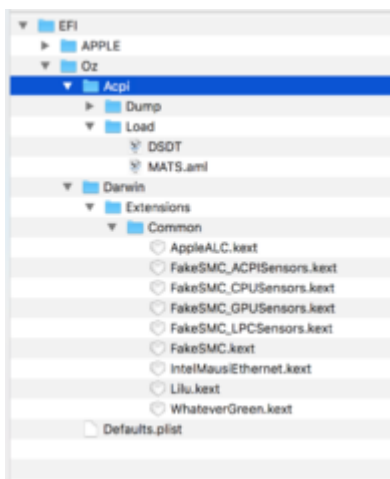 EFI
APPLE
Oz
Acpi
Dump
Load
DSDT
MATS.aml
Darwin
Extensions
Common
AppleALC.kext
FakeSMC_ACPISensors.kext
FakeSMC_CPUSensors.kext
FakeSMC_GPUSensors.kext
FakeSMC_LPCSensors.kext
FakeSMC.kext
IntelMausiEthernet.kext
Lilu.kext
WhateverGreen.kext
Defaults.plist